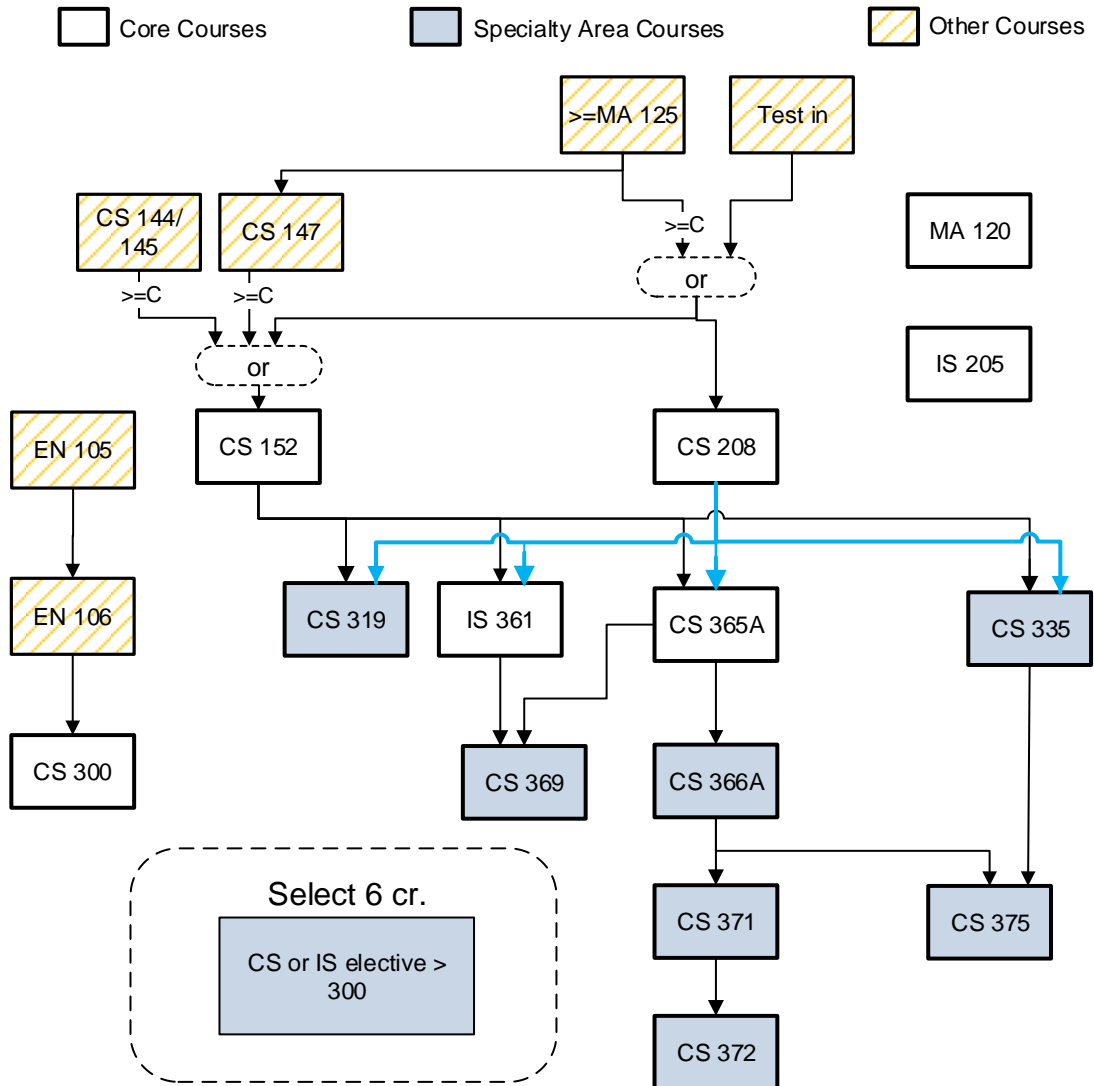 Core Courses
Specialty Area Courses
Other Courses
>=MA 125
Test in
CS 144/
145
CS 147
>=C
MA 120
>=C
>=C
or
or
IS 205
EN 105
CS 152
CS 208
EN 106
CS 319
IS 361
CS 365A
CS 335
CS 300
CS 369
CS 366A
Select 6 cr.
CS or IS elective >
300
CS 371
CS 375
CS 372